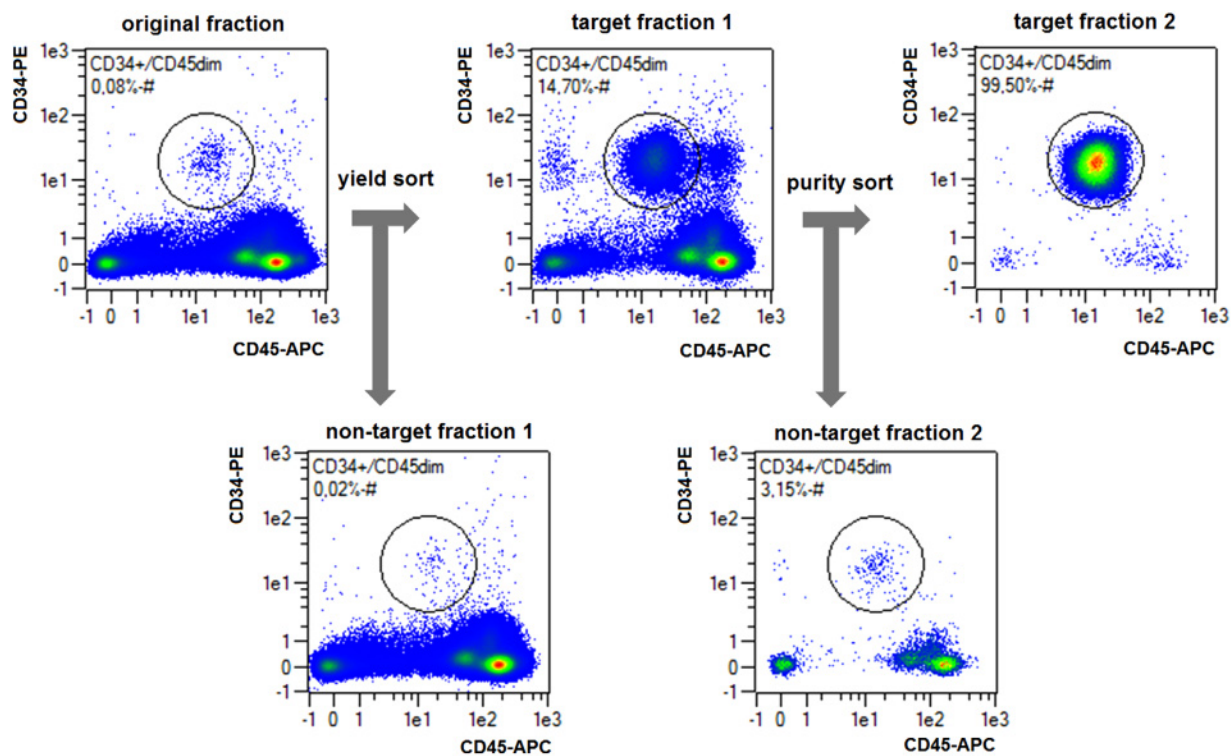 original fraction
CD34-PE
1e3
1e2
1e1
1
0
-1
CD34+/CD45dim
0,08%-#
-1 0 1 1e1 1e2 1e3
CD45-APC
yield sort
target fraction 1
CD34-PE
1e3
1e2
1e1
1
0
-1
CD34+/CD45dim
14,70%-#
-1 0 1 1e1 1e2 1e3
CD45-APC
purity sort
target fraction 2
CD34-PE
1e3
1e2
1e1
1
0
-1
CD34+/CD45dim
99,50%-#
-1 0 1 1e1 1e2 1e3
CD45-APC
non-target fraction 1
CD34-PE
1e3
1e2
1e1
1
0
-1
CD34+/CD45dim
0,02%-#
-1 0 1 1e1 1e2 1e3
CD45-APC
non-target fraction 2
CD34-PE
1e3
1e2
1e1
1
0
-1
CD34+/CD45dim
3,15%-#
-1 0 1 1e1 1e2 1e3
CD45-APC